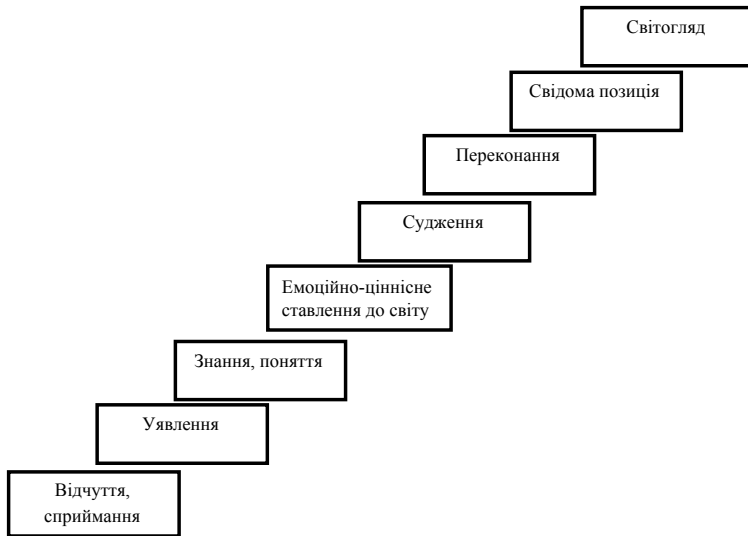 Світогляд
Свідома позиція
Переконання
Судження
Емоційно-ціннісне
ставлення до світу
Знання, поняття
Уявлення
Відчуття,
сприймання